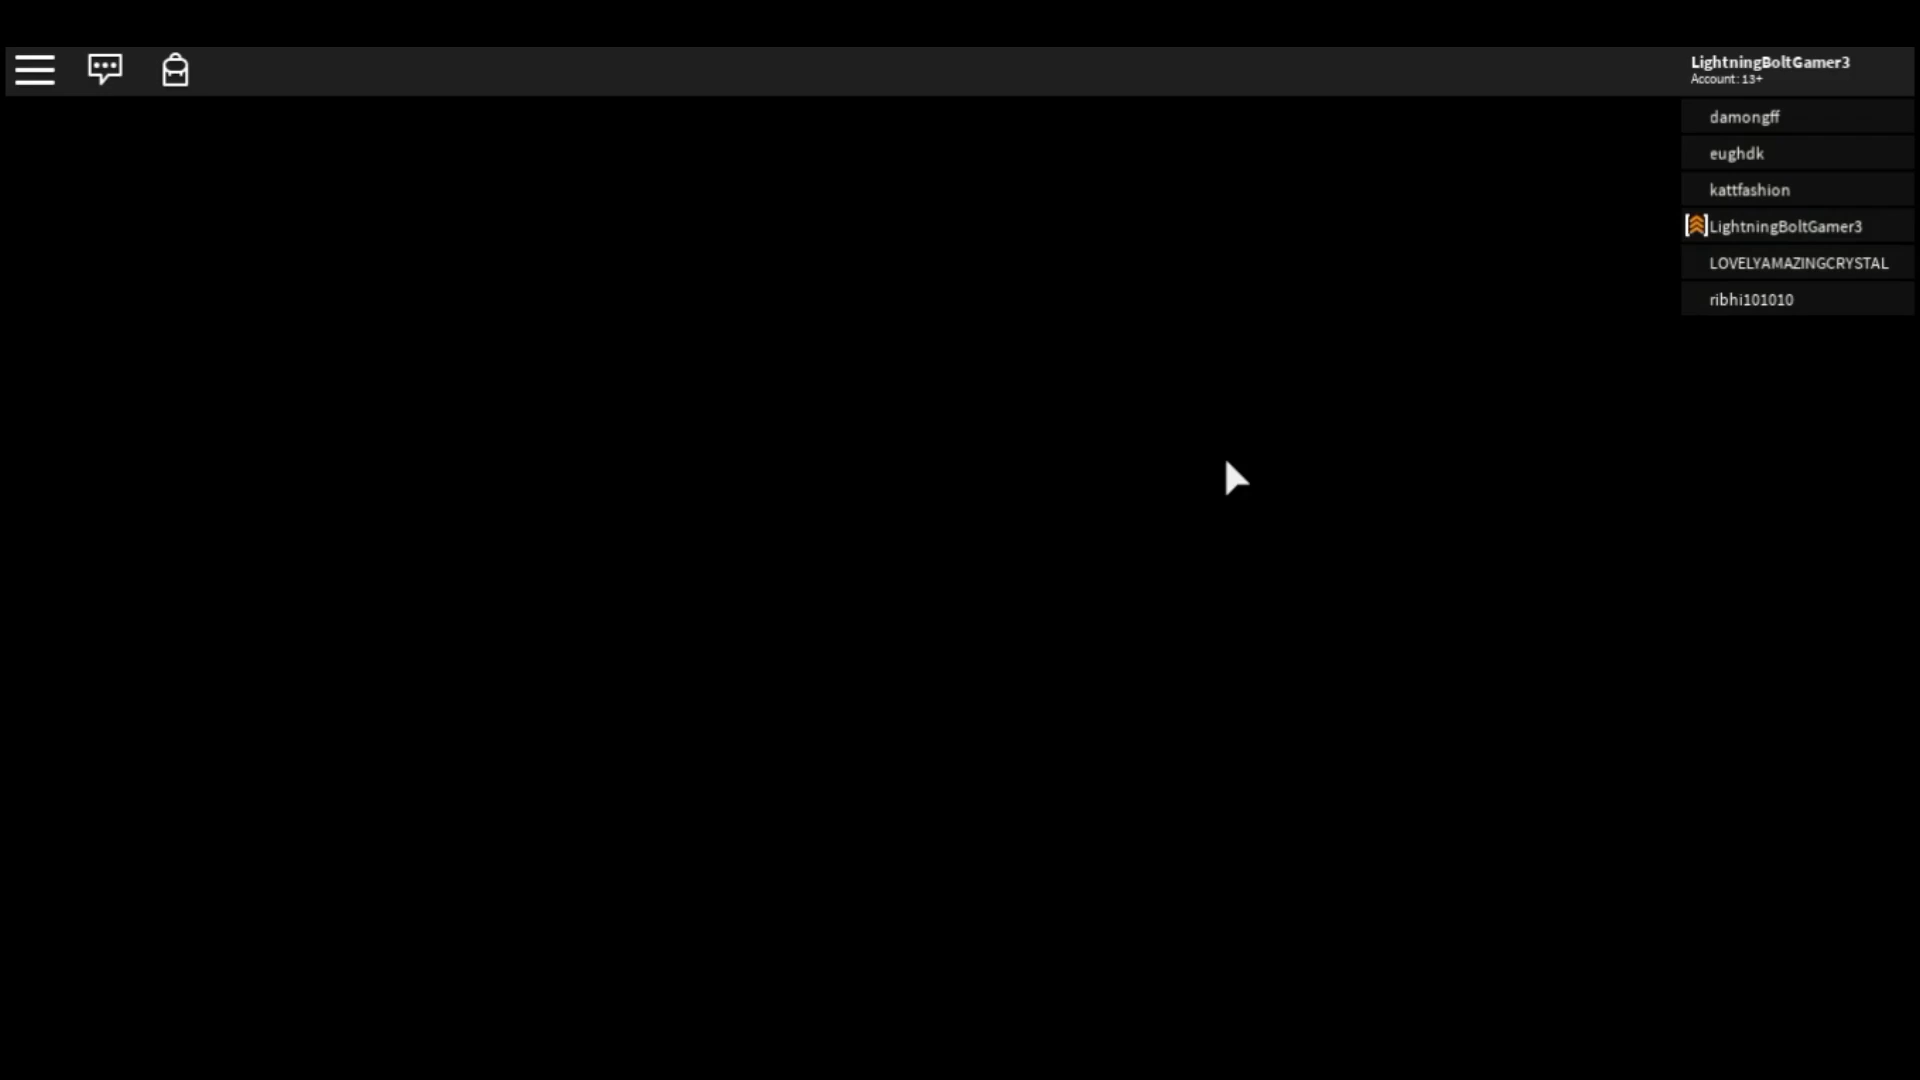 LightningBoltGamer3
Account: 13+
damongff
eughdk
kattfashion
LightningBoltGamer3
LOVELYAMAZINGCRYSTAL
ribhi101010